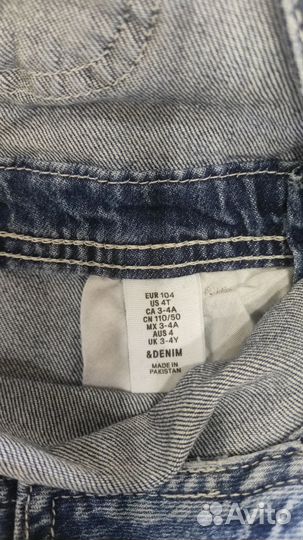 EUR 104
US 4T
CA 3-4A
CN 110/50
MX 3-4A
AUS 4
UK 3-4Y
&DENIM
MADE IN
PAKISTAN
Avito